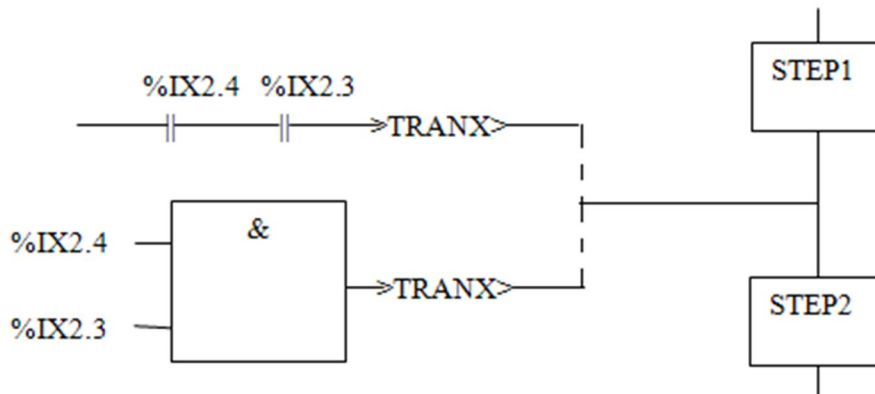 STEP1
%IX2.4 %IX2.3
>TRANX>
&
%IX2.4
>TRANX>
%IX2.3
STEP2